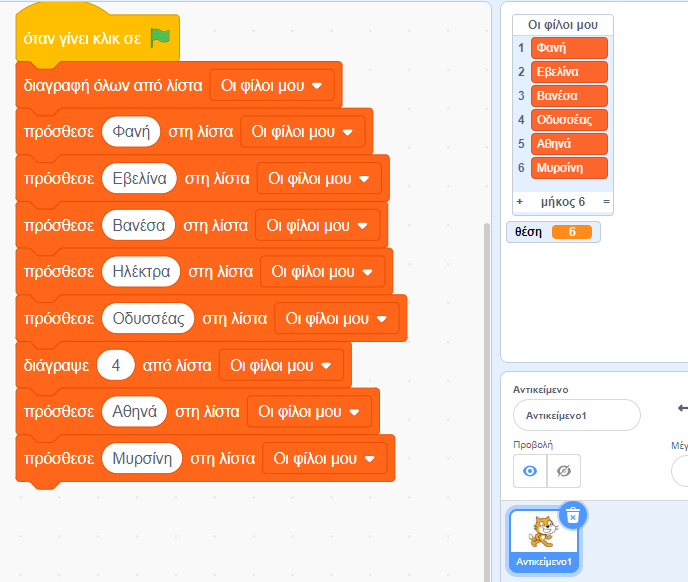 όταν γίνει κλικ σε
διαγραφή όλων από λίστα Οι φίλοι μου
πρόσθεσε Φανή στη λίστα Οι φίλοι μου
πρόσθεσε Εβελίνα στη λίστα Οι φίλοι μου
πρόσθεσε Βανέσα στη λίστα Οι φίλοι μου
πρόσθεσε Ηλέκτρα στη λίστα Οι φίλοι μου
πρόσθεσε Οδυσσέας στη λίστα Οι φίλοι μου
διάγραψε 4 από λίστα Οι φίλοι μου
πρόσθεσε Αθηνά στη λίστα Οι φίλοι μου
πρόσθεσε Μυρσίνη στη λίστα Οι φίλοι μου
Οι φίλοι μου
1 Φανή
2 Εβελίνα
3 Βανέσα
4 Οδυσσέας
5 Αθηνά
6 Μυρσίνη
+ μήκος 6 =
θέση 6
Αντικείμενο
Αντικείμενο1
Προβολή
Μέγ
Αντικείμενο1